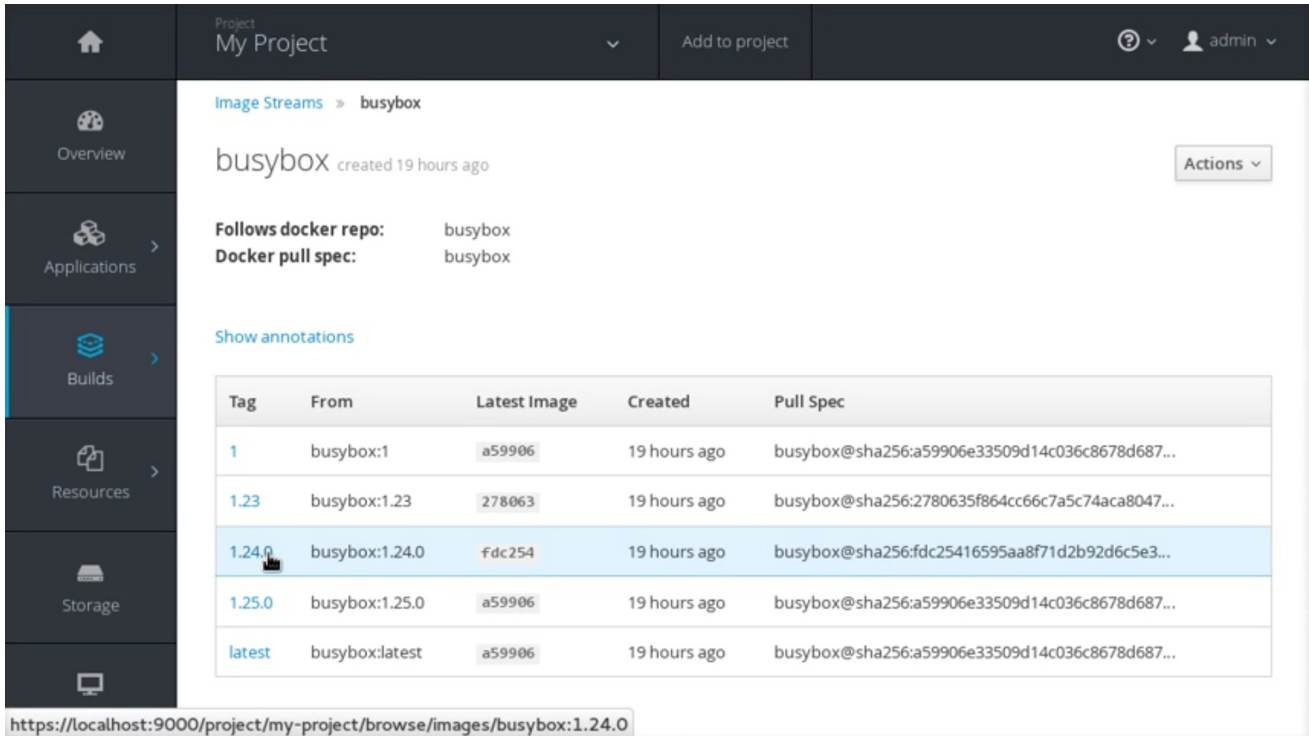 Project
My Project
Add to project
admin
Overview
Applications
Builds
Resources
Storage
Image Streams » busybox
busybox created 19 hours ago
Actions
Follows docker repo: busybox
Docker pull spec: busybox
Show annotations
Tag From Latest Image Created Pull Spec
1 busybox:1 a59906 19 hours ago busybox@sha256:a59906e33509d14c036c8678d687...
1.23 busybox:1.23 278063 19 hours ago busybox@sha256:2780635f864cc66c7a5c74aca8047...
1.24.0 busybox:1.24.0 fdc254 19 hours ago busybox@sha256:fdc25416595aa8f71d2b92d6c5e3...
1.25.0 busybox:1.25.0 a59906 19 hours ago busybox@sha256:a59906e33509d14c036c8678d687...
latest busybox:latest a59906 19 hours ago busybox@sha256:a59906e33509d14c036c8678d687...
https://localhost:9000/project/my-project/browse/images/busybox:1.24.0